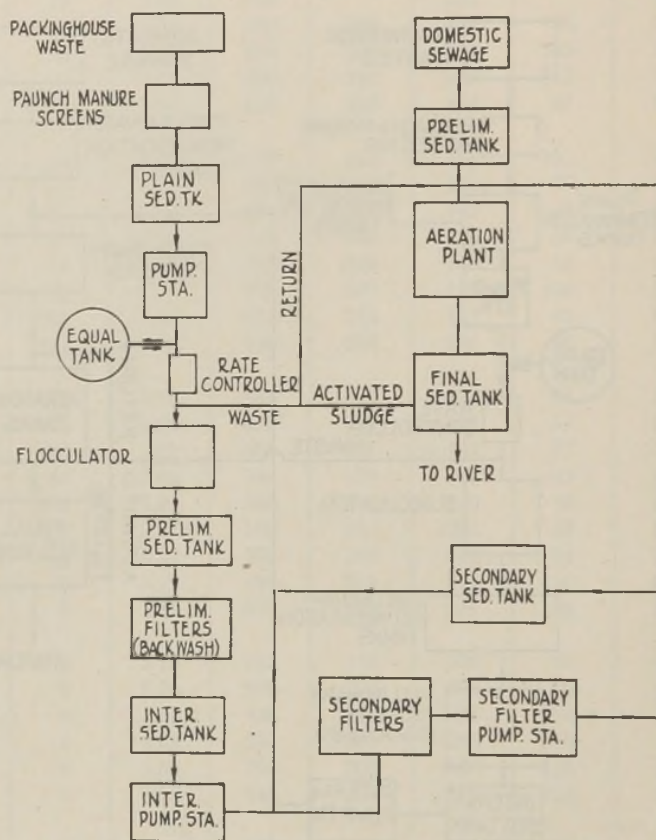 PACKINGHOUSE
WASTE
PAUNCH MANURE
SCREENS
PLAIN
SED. TK
PUMP.
STA.
EQUAL
TANK
RATE
CONTROLLER
FLOCCULATOR
PRELIM.
SED. TANK
PRELIM.
FILTERS
(BACKWASH)
INTER.
SED. TANK
INTER.
PUMP. STA.
DOMESTIC
SEWAGE
PRELIM.
SED. TANK
AERATION
PLANT
RETURN
FINAL
SED. TANK
ACTIVATED
SLUDGE
WASTE
TO RIVER
SECONDARY
SED. TANK
SECONDARY
FILTERS
SECONDARY
FILTER
PUMP. STA.